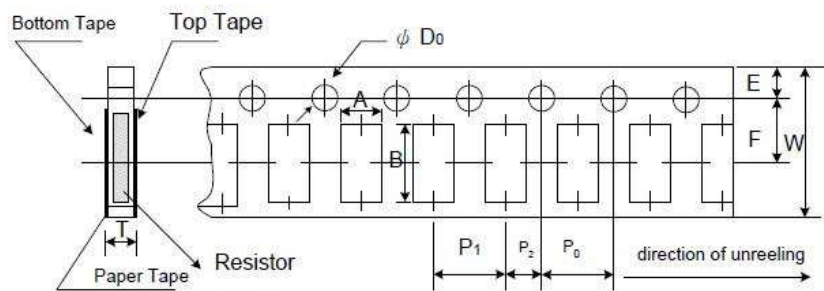 Bottom Tape
Top Tape
ψ D0
E
A
F
W
B
T
P1
P2
P0
direction of unreeling
Resistor
Paper Tape